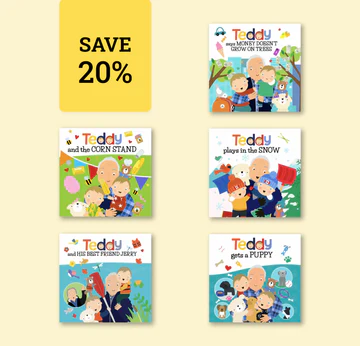 SAVE
20%
Teddy
says MONEY DOESN'T
GROW ON TREES!
Teddy
and the CORN STAND
Teddy
plays in the SNOW
Teddy
and HIS BEST FRIEND JERRY
Teddy
gets a PUPPY